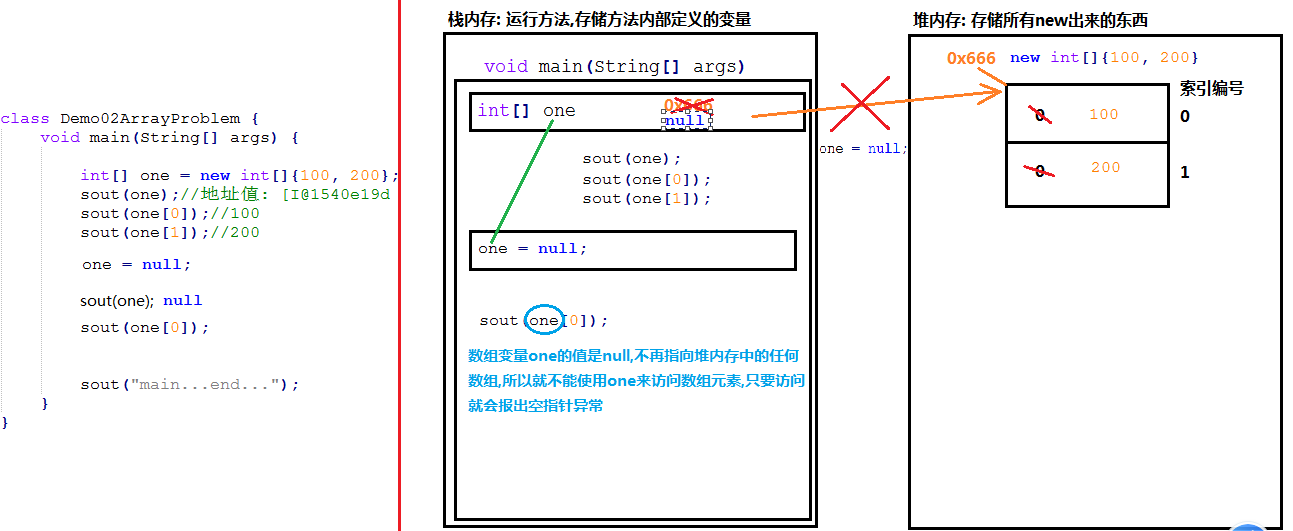 class Demo02ArrayProblem {
void main(String[] args) {
int[] one = new int[]{100, 200};
sout(one);//地址值: [I@1540e19d
sout(one[0]);//100
sout(one[1]);//200
one = null;
sout(one); null
sout(one[0]);
sout("main...end...");
}
}
栈内存: 运行方法,存储方法内部定义的变量
void main(String[] args)
int[] one
0x666
null
sout(one);
sout(one[0]);
sout(one[1]);
one = null;
sout(one[0]);
数组变量one的值是null,不再指向堆内存中的任何
数组,所以就不能使用one来访问数组元素,只要访问
就会报出空指针异常
one = null;
堆内存: 存储所有new出来的东西
0x666 new int[]{100, 200}
索引编号
0 100 0
0 200 1